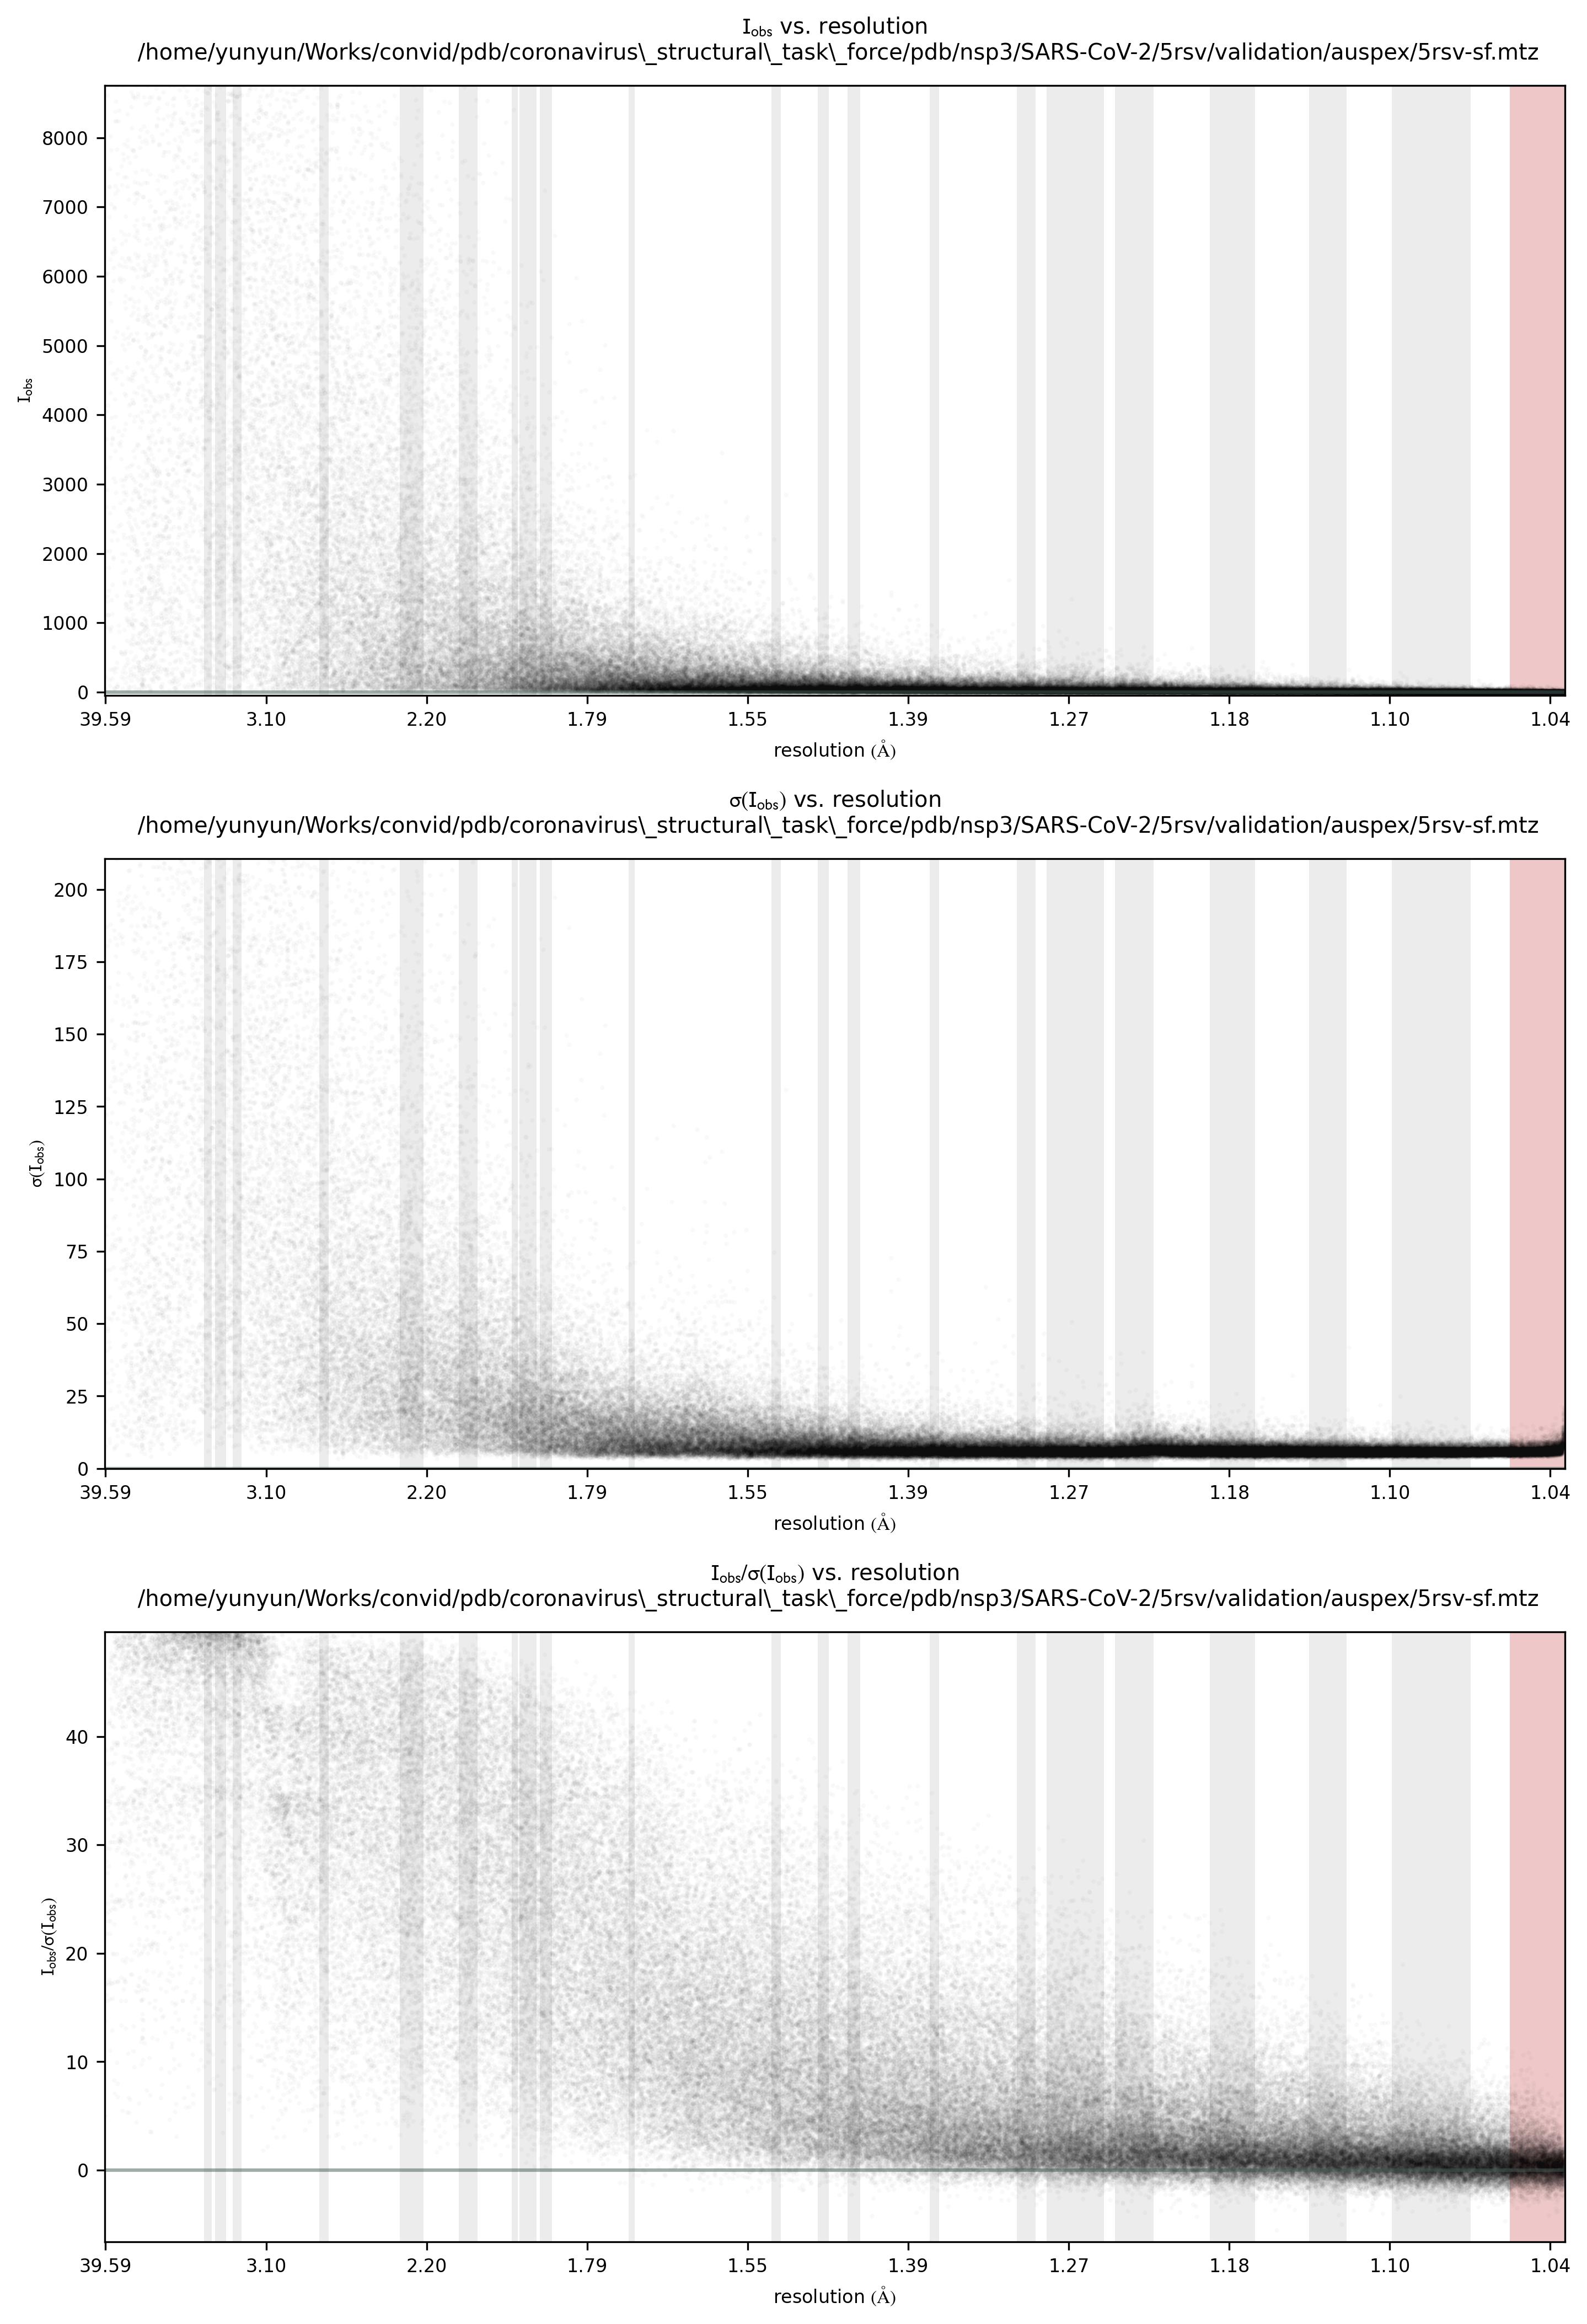 I_obs vs. resolution
/home/yunyun/Works/convid/pdb/coronavirus\_structural\_task\_force/pdb/nsp3/SARS-CoV-2/5rsv/validation/auspex/5rsv-sf.mtz
8000
7000
6000
5000
4000
3000
2000
1000
0
I_obs
39.59 3.10 2.20 1.79 1.55 1.39 1.27 1.18 1.10 1.04
resolution (Å)
σ(I_obs) vs. resolution
/home/yunyun/Works/convid/pdb/coronavirus\_structural\_task\_force/pdb/nsp3/SARS-CoV-2/5rsv/validation/auspex/5rsv-sf.mtz
200
175
150
125
100
75
50
25
0
σ(I_obs)
39.59 3.10 2.20 1.79 1.55 1.39 1.27 1.18 1.10 1.04
resolution (Å)
I_obs/σ(I_obs) vs. resolution
/home/yunyun/Works/convid/pdb/coronavirus\_structural\_task\_force/pdb/nsp3/SARS-CoV-2/5rsv/validation/auspex/5rsv-sf.mtz
40
30
20
10
0
I_obs/σ(I_obs)
39.59 3.10 2.20 1.79 1.55 1.39 1.27 1.18 1.10 1.04
resolution (Å)